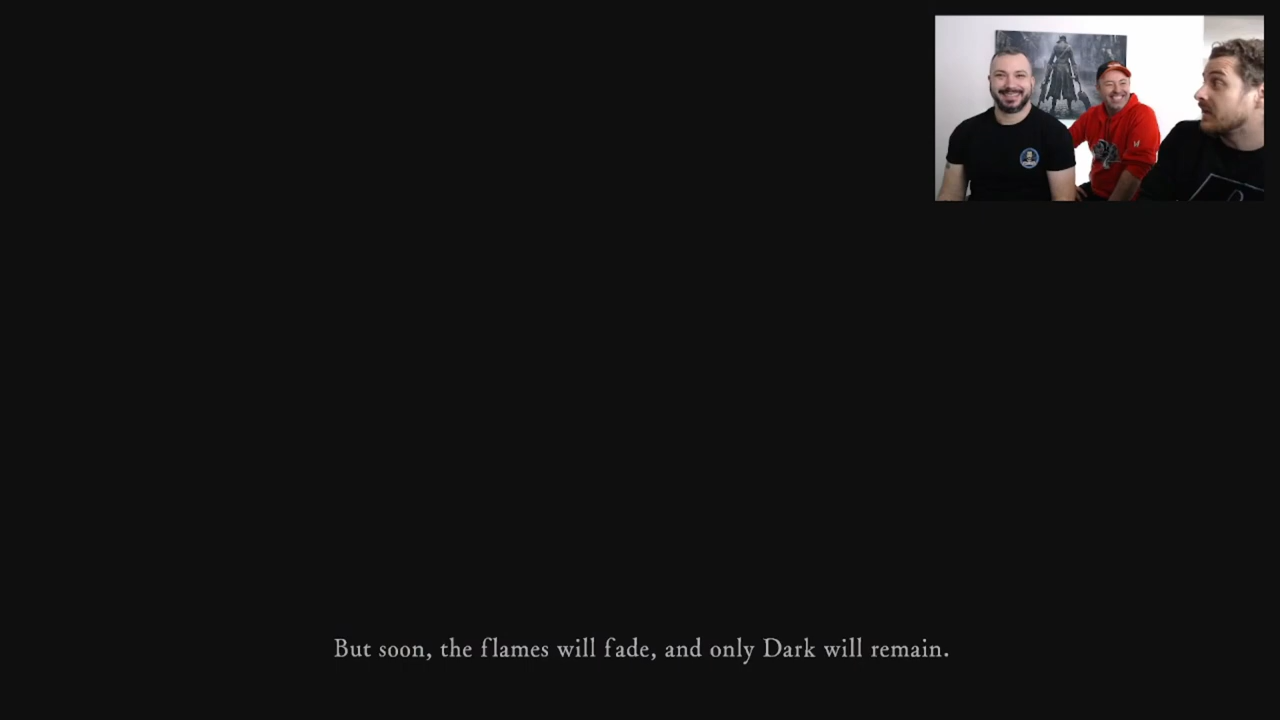 But soon, the flames will fade, and only Dark will remain.